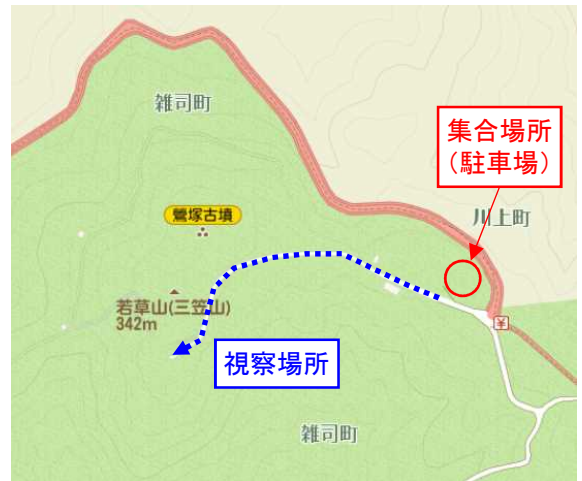 雑司町
集合場所
(駐車場)
鶯塚古墳
川上町
若草山(三笠山)
342m
¥
視察場所
雑司町